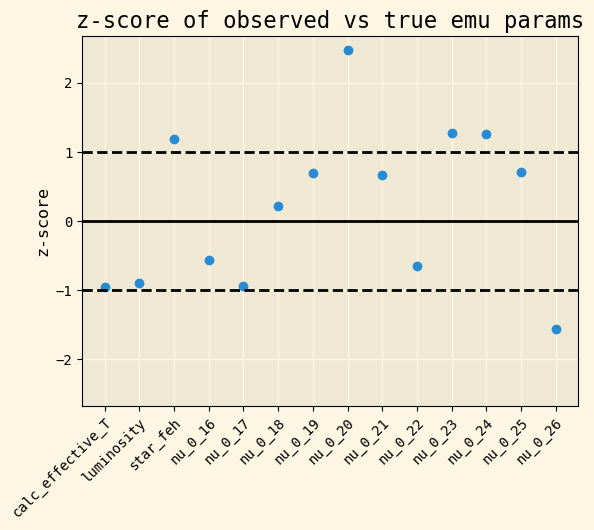 z-score of observed vs true emu params
z-score
2
1
0
−1
−2
calc_effective_T
luminosity
star_feh
nu_0_16
nu_0_17
nu_0_18
nu_0_19
nu_0_20
nu_0_21
nu_0_22
nu_0_23
nu_0_24
nu_0_25
nu_0_26